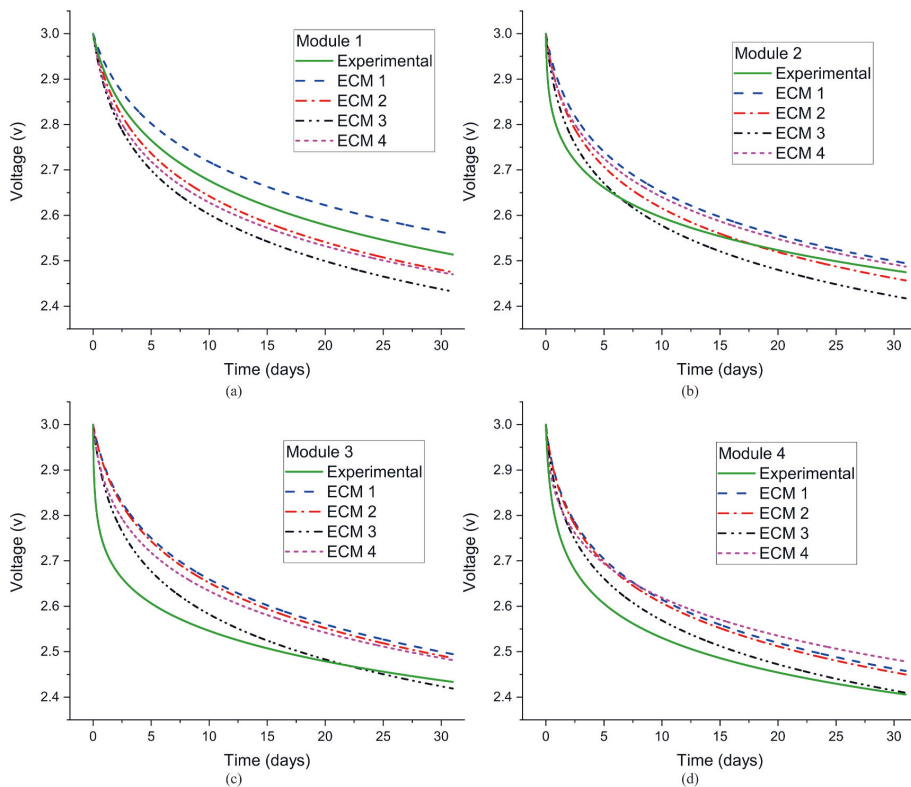 Module 1
Experimental
ECM 1
ECM 2
ECM 3
ECM 4
3.0
2.9
2.8
2.7
2.6
2.5
2.4
Voltage (v)
0 5 10 15 20 25 30
Time (days)
(a)
Module 2
Experimental
ECM 1
ECM 2
ECM 3
ECM 4
3.0
2.9
2.8
2.7
2.6
2.5
2.4
Voltage (v)
0 5 10 15 20 25 30
Time (days)
(b)
Module 3
Experimental
ECM 1
ECM 2
ECM 3
ECM 4
3.0
2.9
2.8
2.7
2.6
2.5
2.4
Voltage (v)
0 5 10 15 20 25 30
Time (days)
(c)
Module 4
Experimental
ECM 1
ECM 2
ECM 3
ECM 4
3.0
2.9
2.8
2.7
2.6
2.5
2.4
Voltage (v)
0 5 10 15 20 25 30
Time (days)
(d)